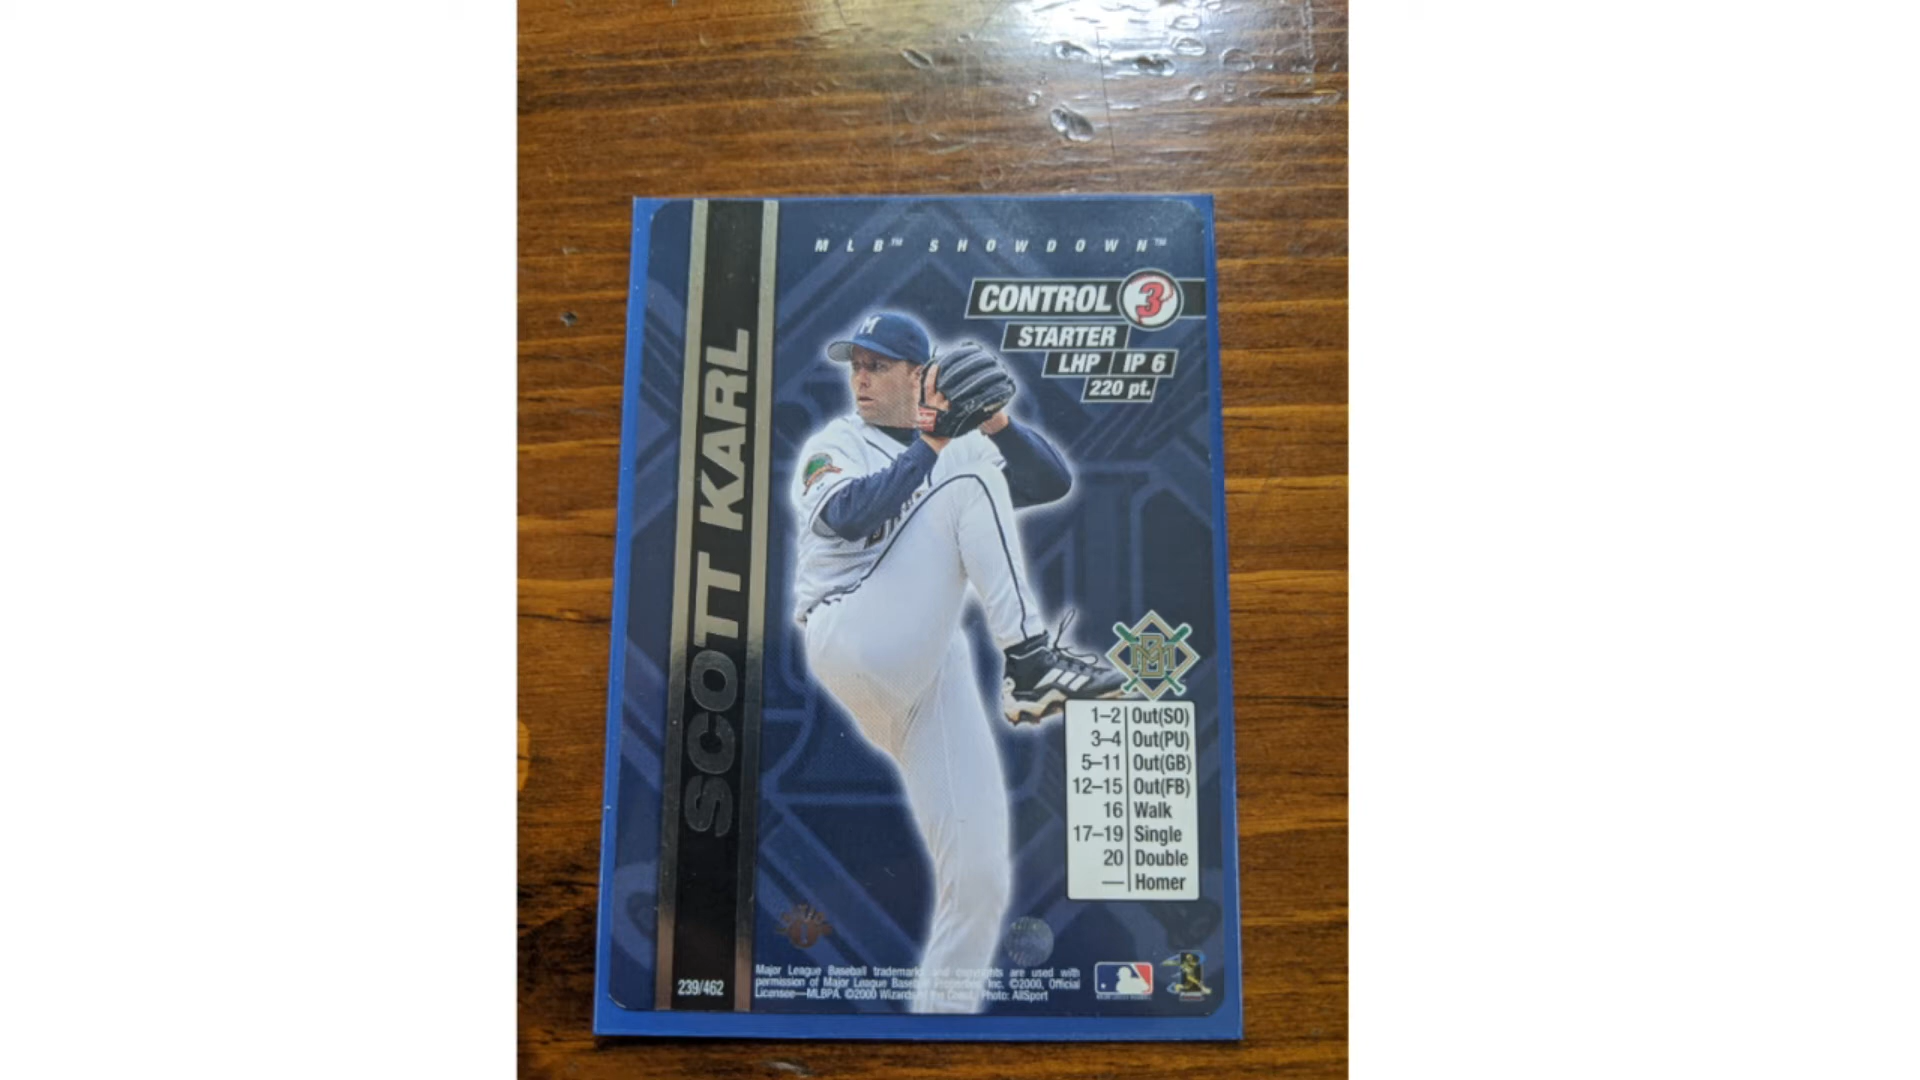 MLB™ SHOWDOWN™
CONTROL 3
STARTER
LHP IP 6
220 pt.
M
SCOTT KARL
1–2 Out(SO)
3–4 Out(PU)
5–11 Out(GB)
12–15 Out(FB)
16 Walk
17–19 Single
20 Double
— Homer
239/462
Major League Baseball trademarks and copyrights are used with
permission of Major League Baseball Properties, Inc. ©2000, Official
Licensee—MLBPA. ©2000 Wizards of the Coast. Photo: AllSport